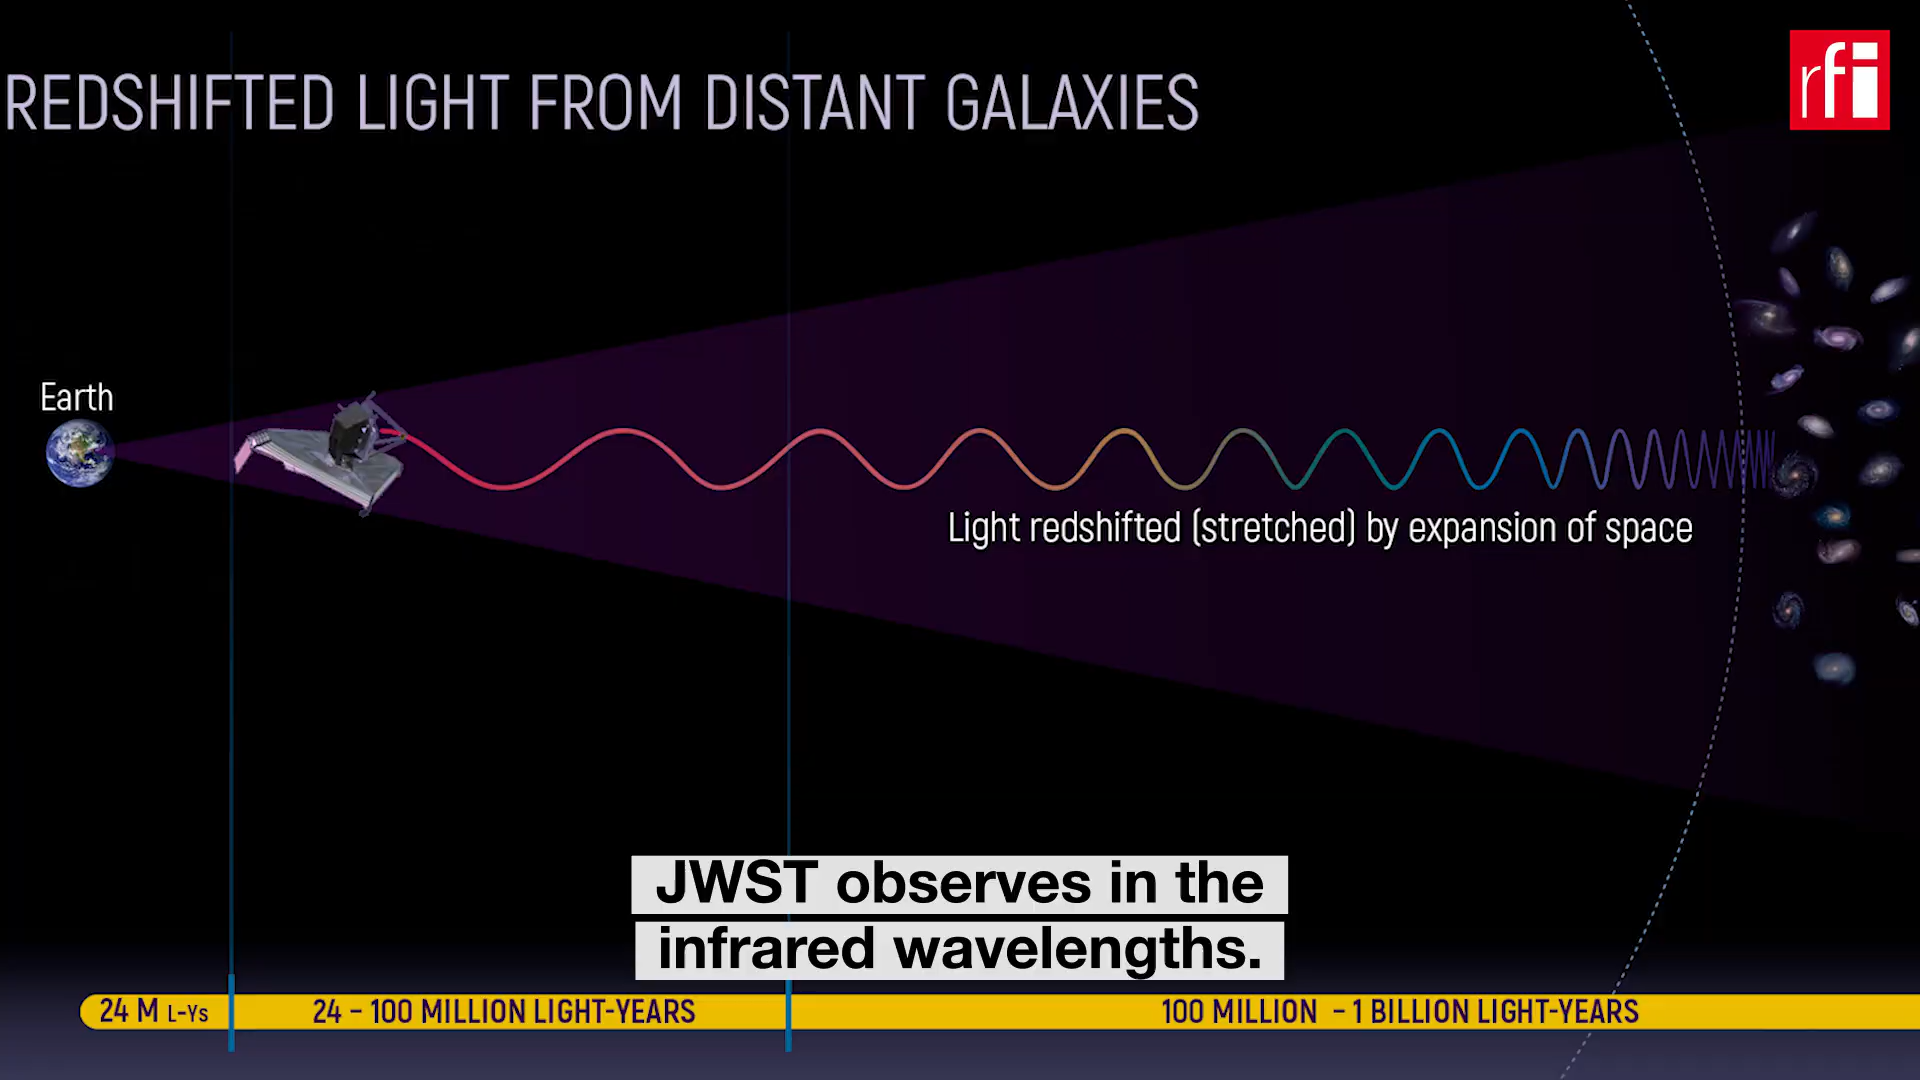 REDSHIFTED LIGHT FROM DISTANT GALAXIES
rfi
Earth
Light redshifted (stretched) by expansion of space
JWST observes in the
infrared wavelengths.
24 M L-Ys
24 – 100 MILLION LIGHT-YEARS
100 MILLION – 1 BILLION LIGHT-YEARS